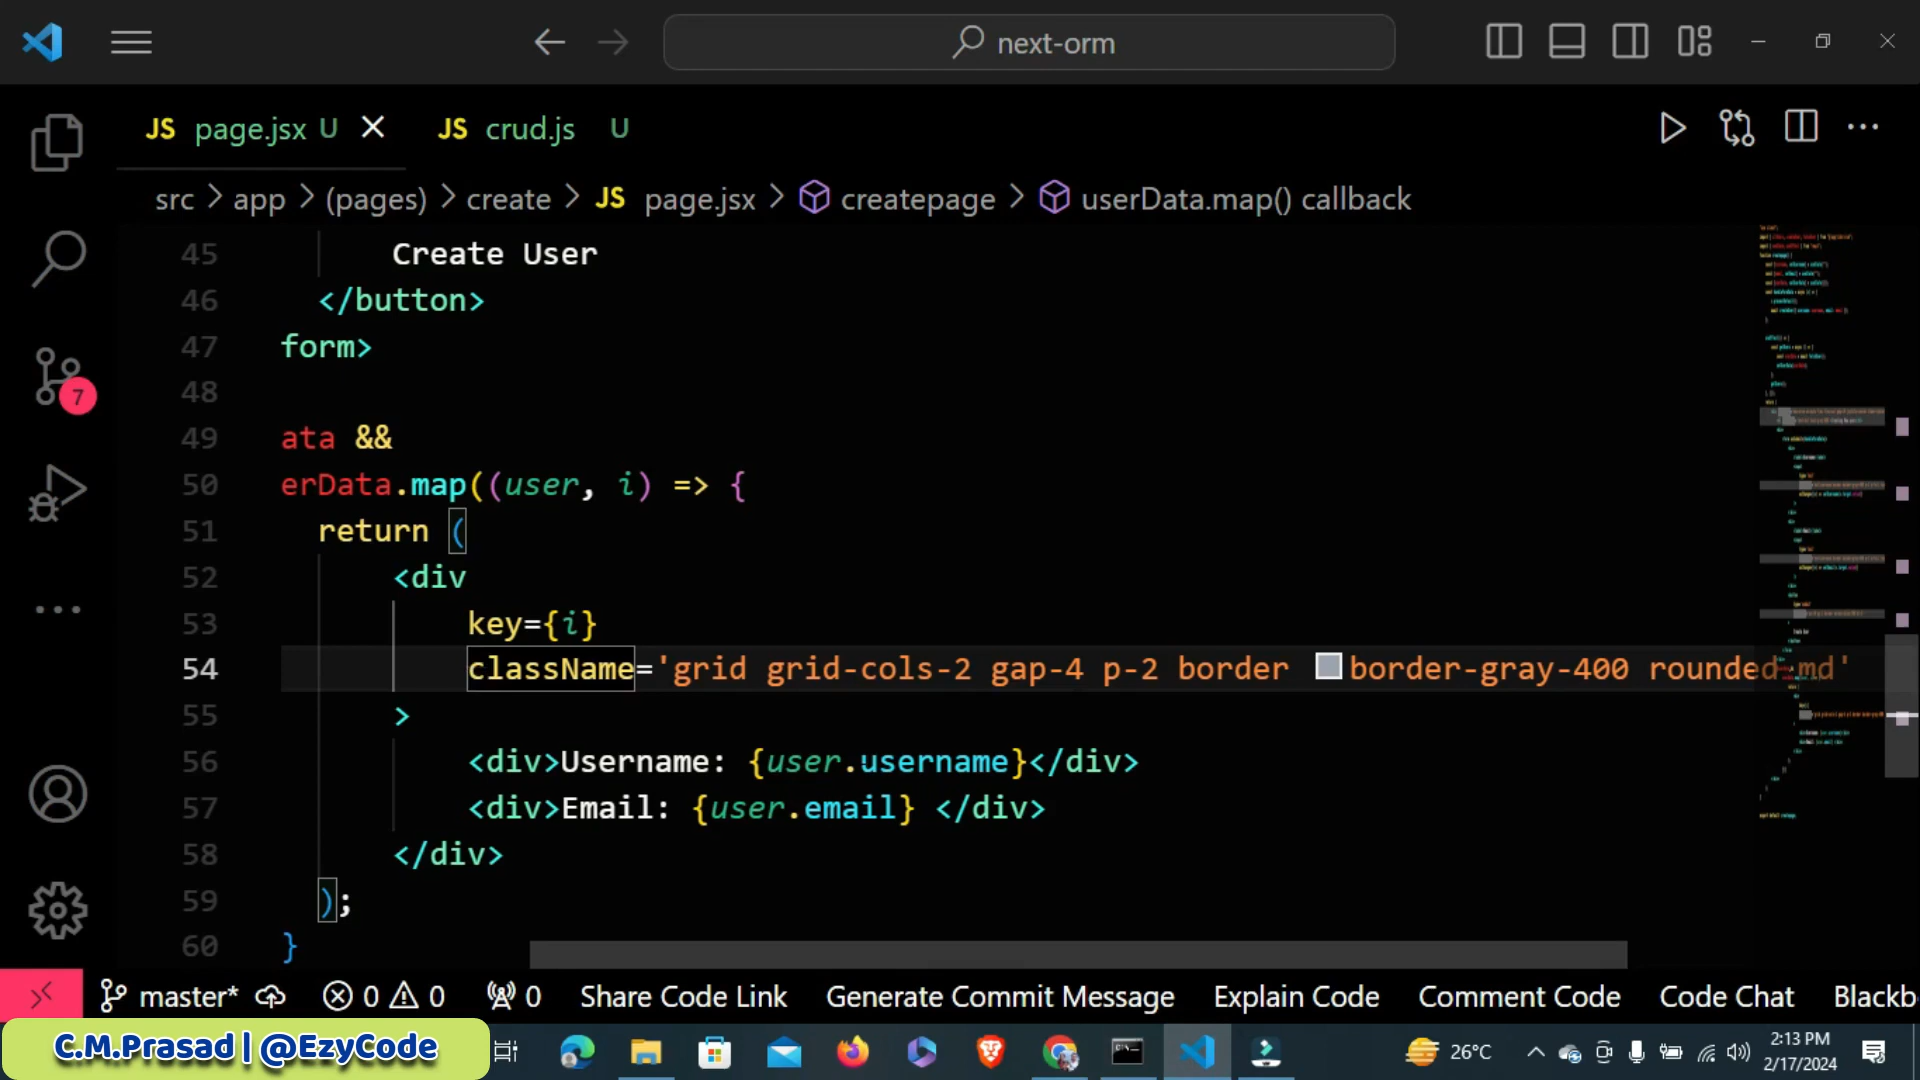 next-orm
JS page.jsx U
JS crud.js U
src > app > (pages) > create > JS page.jsx > createpage > userData.map() callback
45 Create User
46 </button>
47 form>
48
49 ata &&
50 erData.map((user, i) => {
51 return (
52 <div
53 key={i}
54 className='grid grid-cols-2 gap-4 p-2 border border-gray-400 rounded-md'
55 >
56 <div>Username: {user.username}</div>
57 <div>Email: {user.email} </div>
58 </div>
59 );
60 }
7
master* 0 0 0 Share Code Link Generate Commit Message Explain Code Comment Code Code Chat Blackb
C.M.Prasad | @EzyCode
26°C
2:13 PM
2/17/2024